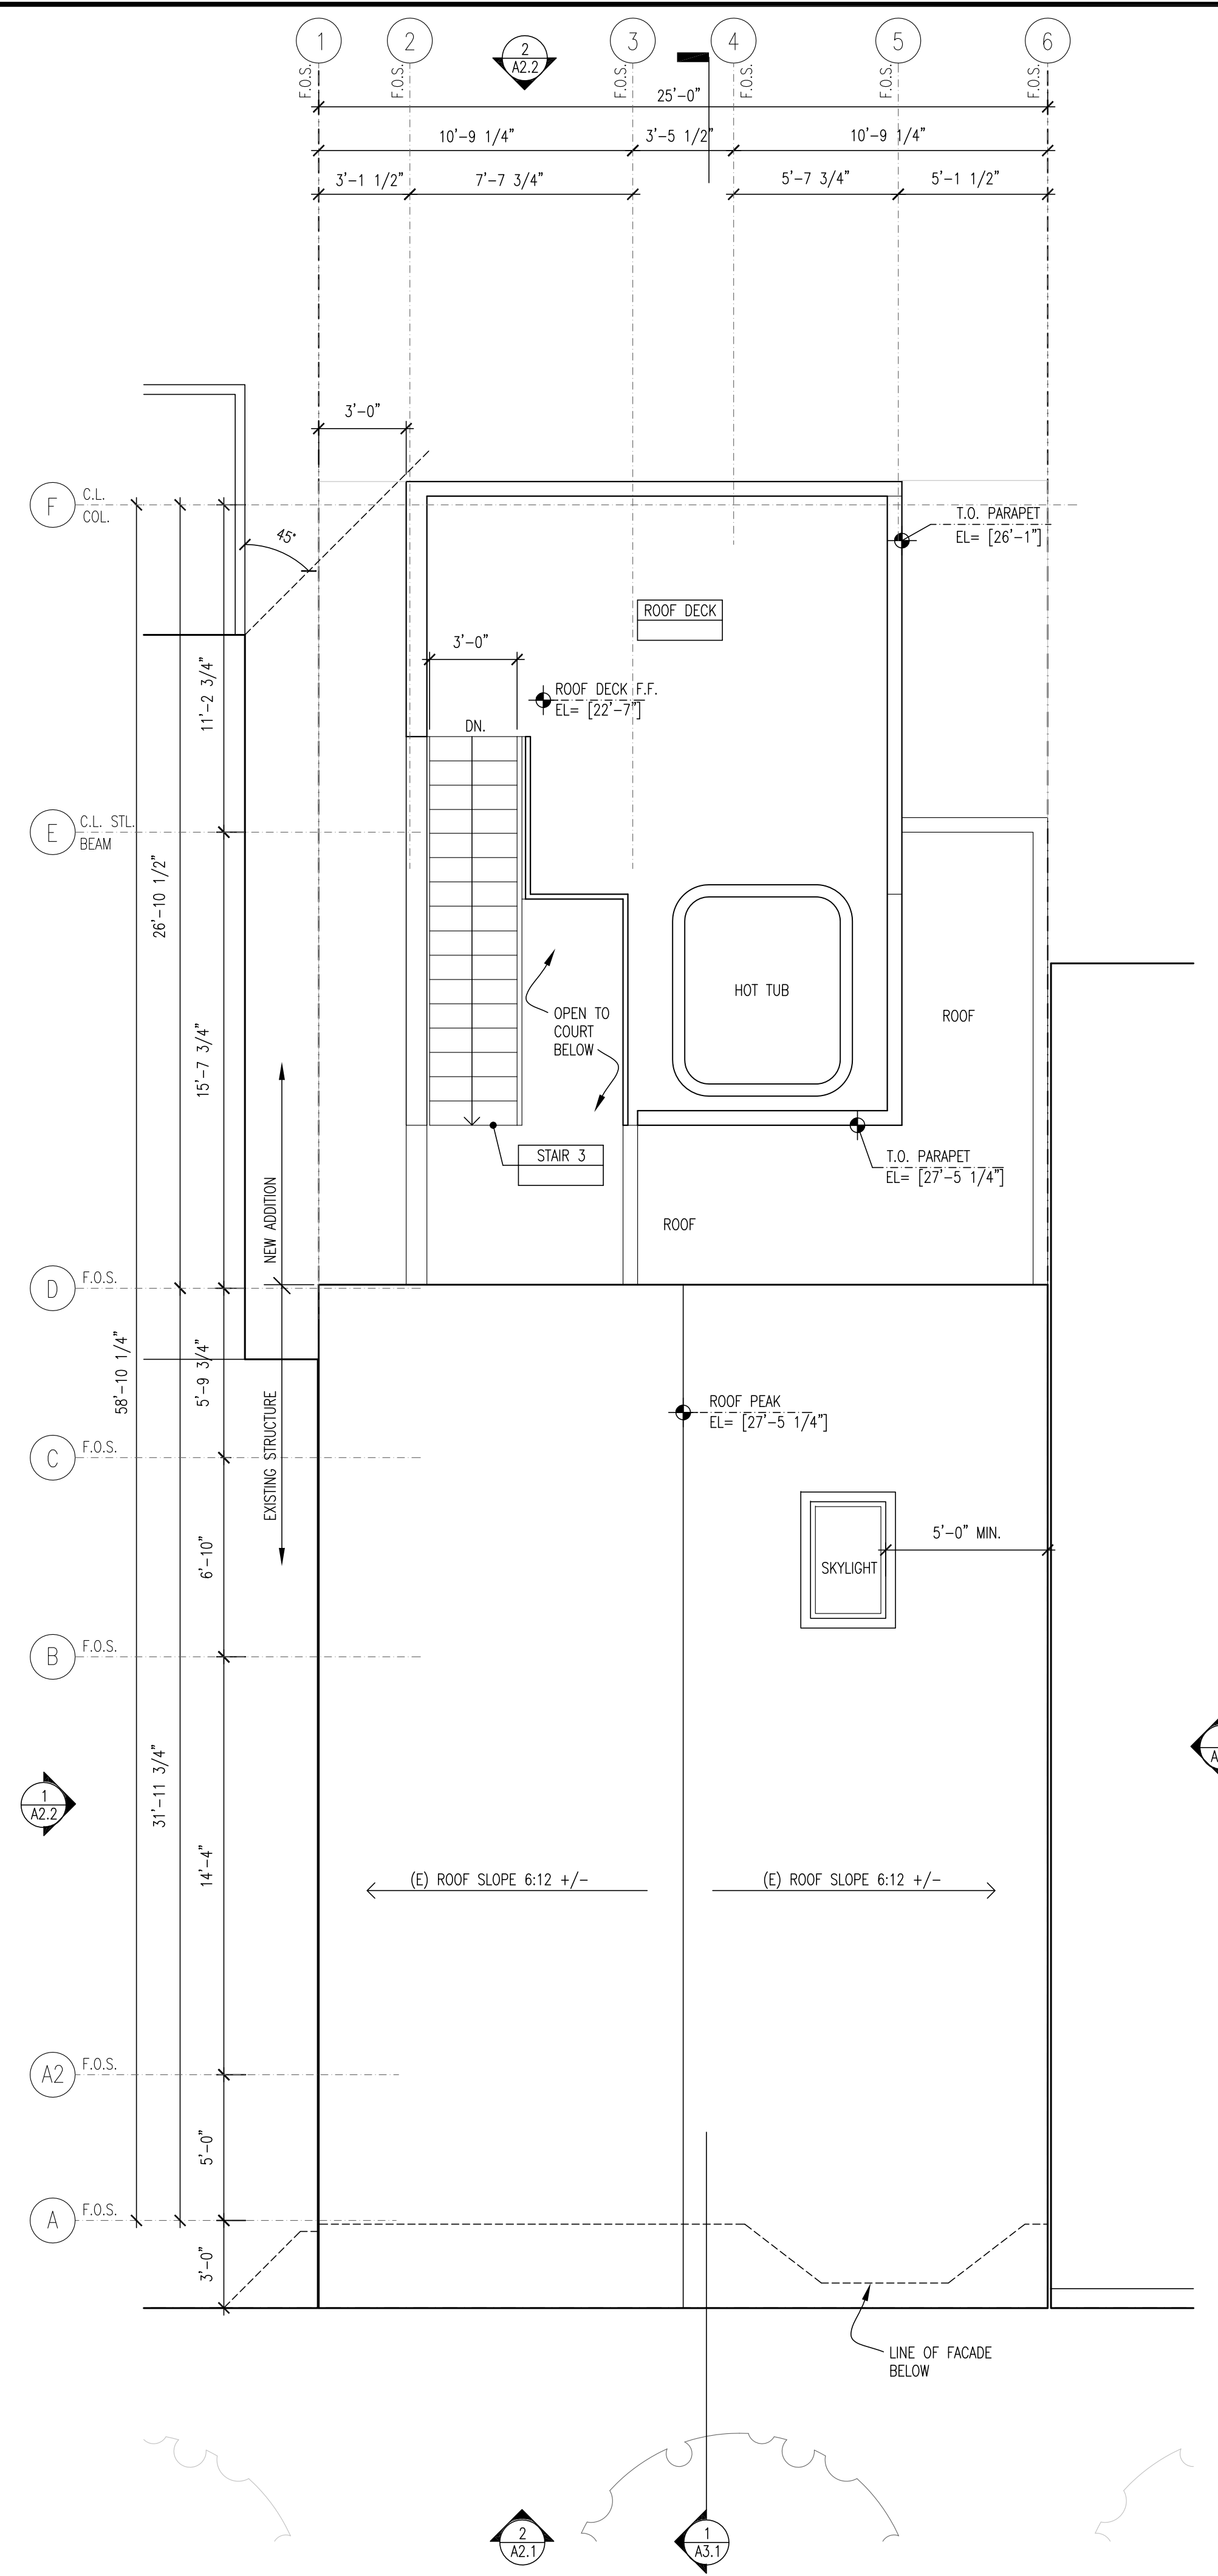 1
2
3
4
5
6
2
A2.2
F.O.S.
F.O.S.
F.O.S.
F.O.S.
F.O.S.
F.O.S.
25'-0"
10'-9 1/4"
3'-5 1/2"
10'-9 1/4"
3'-1 1/2"
7'-7 3/4"
5'-7 3/4"
5'-1 1/2"
3'-0"
F
C.L.
COL.
45°
T.O. PARAPET
EL= [26'-1"]
ROOF DECK
3'-0"
ROOF DECK F.F.
EL= [22'-7"]
DN.
11'-2 3/4"
E
C.L. STL.
BEAM
26'-10 1/2"
HOT TUB
ROOF
OPEN TO
COURT
BELOW
15'-7 3/4"
STAIR 3
T.O. PARAPET
EL= [27'-5 1/4"]
NEW ADDITION
ROOF
D
F.O.S.
58'-10 1/4"
5'-9 3/4"
EXISTING STRUCTURE
ROOF PEAK
EL= [27'-5 1/4"]
C
F.O.S.
5'-0" MIN.
SKYLIGHT
6'-10"
B
F.O.S.
1
A2.2
31'-11 3/4"
14'-4"
(E) ROOF SLOPE 6:12 +/-
(E) ROOF SLOPE 6:12 +/-
A2
F.O.S.
5'-0"
A
F.O.S.
3'-0"
LINE OF FACADE
BELOW
2
A2.1
1
A3.1